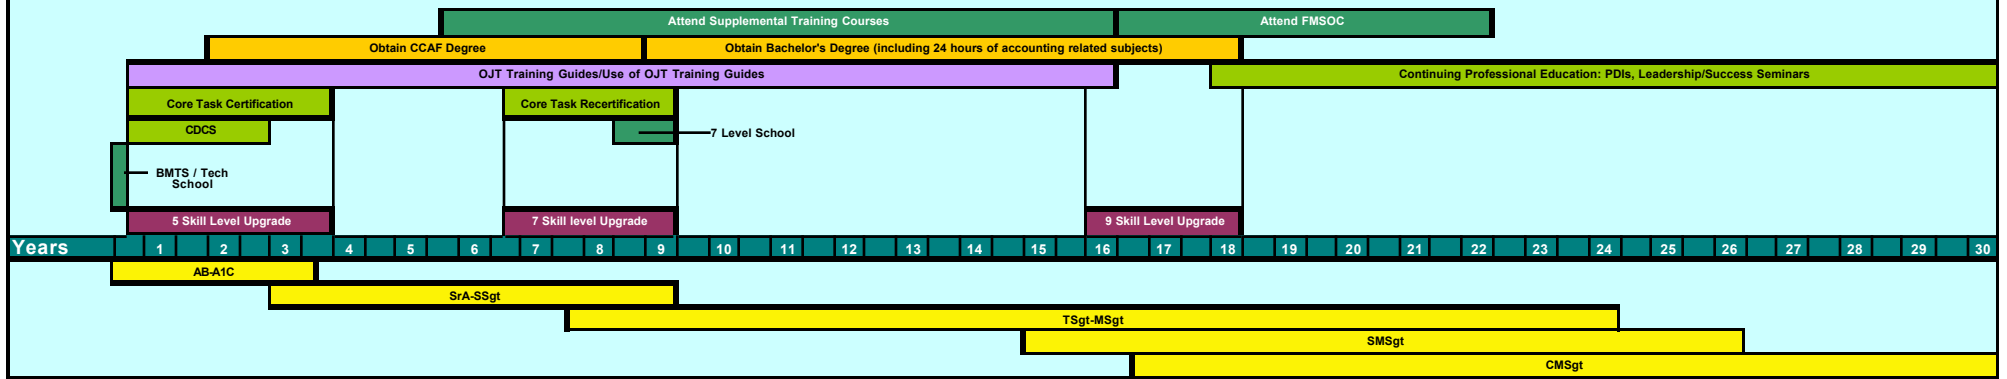 Attend Supplemental Training Courses
Attend FMSOC
Obtain CCAF Degree
Obtain Bachelor's Degree (including 24 hours of accounting related subjects)
OJT Training Guides/Use of OJT Training Guides
Continuing Professional Education: PDIs, Leadership/Success Seminars
Core Task Certification
Core Task Recertification
CDCS
7 Level School
BMTS / Tech
School
5 Skill Level Upgrade
7 Skill level Upgrade
9 Skill Level Upgrade
Years 1 2 3 4 5 6 7 8 9 10 11 12 13 14 15 16 17 18 19 20 21 22 23 24 25 26 27 28 29 30
AB-A1C
SrA-SSgt
TSgt-MSgt
SMSgt
CMSgt